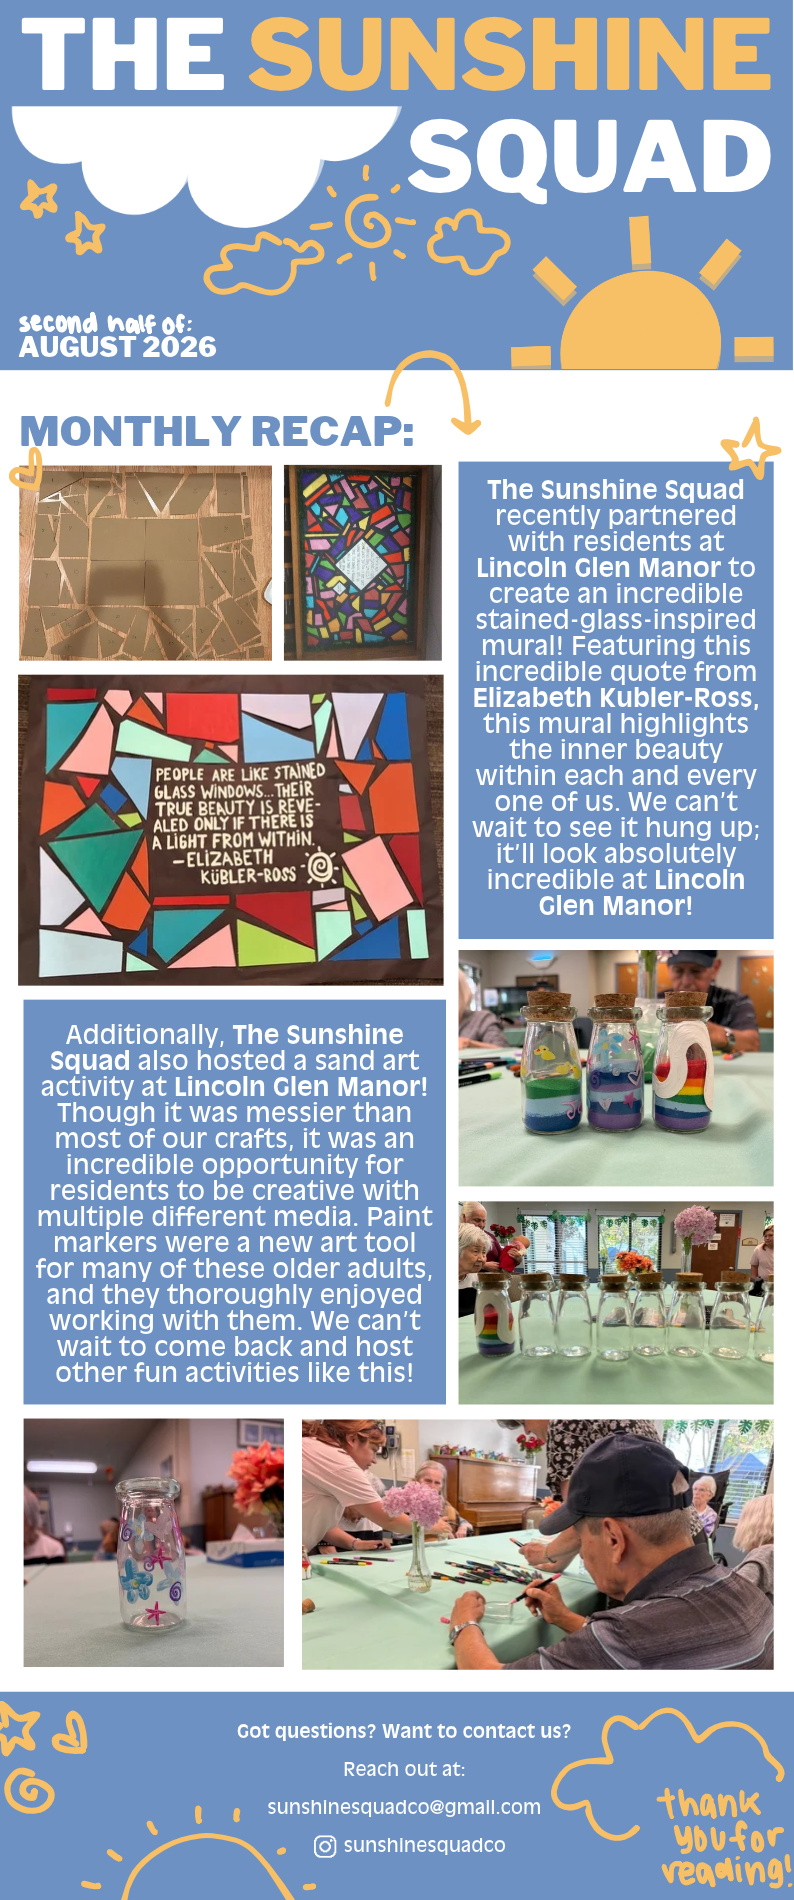 THE SUNSHINE
SQUAD
second half of:
AUGUST 2026
MONTHLY RECAP:
The Sunshine Squad
recently partnered
with residents at
Lincoln Glen Manor to
create an incredible
stained-glass-inspired
mural! Featuring this
incredible quote from
Elizabeth Kubler-Ross,
this mural highlights
the inner beauty
within each and every
one of us. We can't
wait to see it hung up;
it'll look absolutely
incredible at Lincoln
Glen Manor!
PEOPLE ARE LIKE STAINED
GLASS WINDOWS...THEIR
TRUE BEAUTY IS REVE-
ALED ONLY IF THERE IS
A LIGHT FROM WITHIN.
—ELIZABETH
KÜBLER-ROSS
Additionally, The Sunshine
Squad also hosted a sand art
activity at Lincoln Glen Manor!
Though it was messier than
most of our crafts, it was an
incredible opportunity for
residents to be creative with
multiple different media. Paint
markers were a new art tool
for many of these older adults,
and they thoroughly enjoyed
working with them. We can't
wait to come back and host
other fun activities like this!
Got questions? Want to contact us?
Reach out at:
sunshinesquadco@gmail.com
sunshinesquadco
thank
you for
reading!